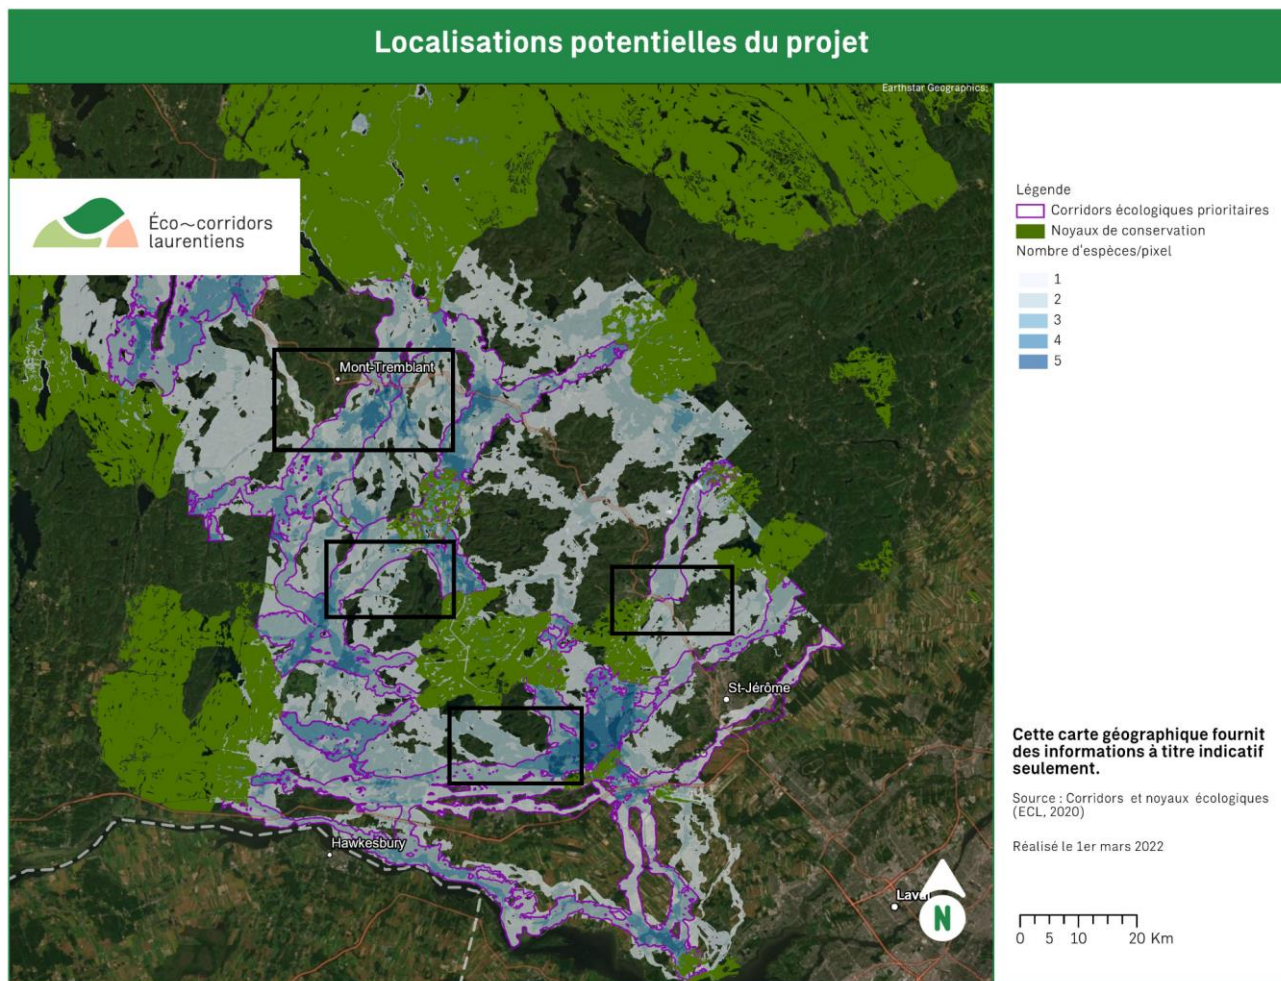 Localisations potentielles du projet
Earthstar Geographics;
Éco~corridors
laurentiens
Mont-Tremblant
St-Jérôme
Hawkesbury
Laval
Légende
Corridors écologiques prioritaires
Noyaux de conservation
Nombre d'espèces/pixel
1
2
3
4
5
Cette carte géographique fournit
des informations à titre indicatif
seulement.
Source : Corridors et noyaux écologiques
(ECL, 2020)
Réalisé le 1er mars 2022
N
0 5 10 20 Km